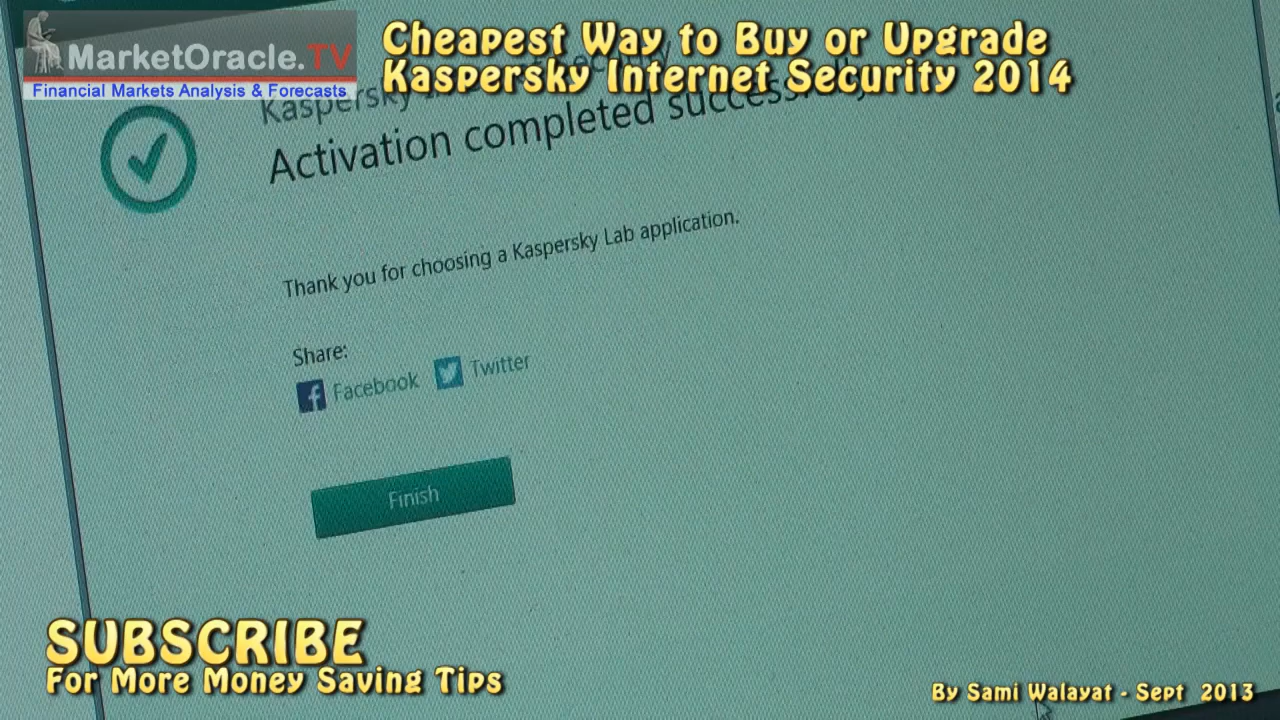 MarketOracle.TV
Financial Markets Analysis & Forecasts
Cheapest Way to Buy or Upgrade
Kaspersky Internet Security 2014
Kaspersky
Activation completed
Thank you for choosing a Kaspersky Lab application.
Share:
Facebook Twitter
Finish
SUBSCRIBE
For More Money Saving Tips
By Sami Walayat - Sept 2013